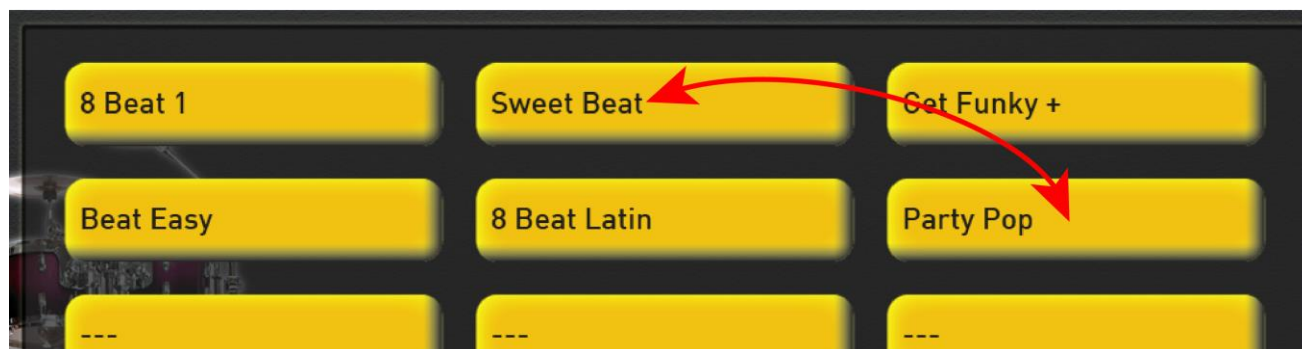 8 Beat 1
Sweet Beat
Get Funky +
Beat Easy
8 Beat Latin
Party Pop
---
---
---